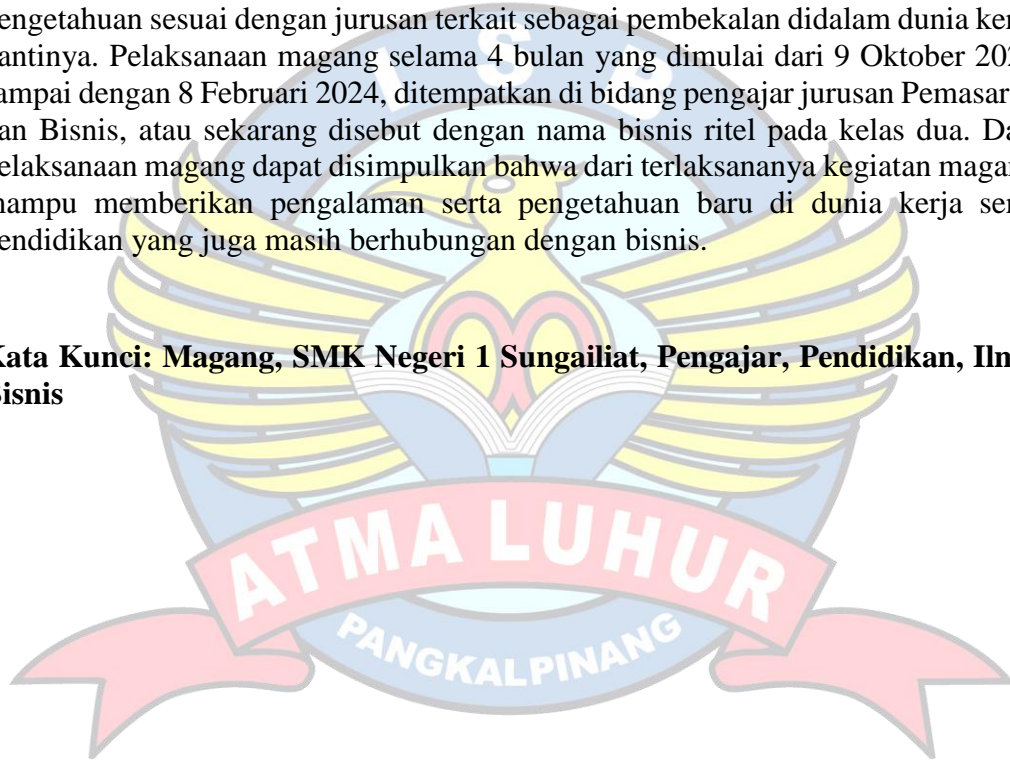 I S B
engetahuan sesuai dengan jurusan terkait sebagai pembekalan didalam dunia ker
antinya. Pelaksanaan magang selama 4 bulan yang dimulai dari 9 Oktober 202
ampai dengan 8 Februari 2024, ditempatkan di bidang pengajar jurusan Pemasar
an Bisnis, atau sekarang disebut dengan nama bisnis ritel pada kelas dua. Da
elaksanaan magang dapat disimpulkan bahwa dari terlaksananya kegiatan magan
mampu memberikan pengalaman serta pengetahuan baru di dunia kerja ser
endidikan yang juga masih berhubungan dengan bisnis.
Kata Kunci: Magang, SMK Negeri 1 Sungailiat, Pengajar, Pendidikan, Ilm
Bisnis
ATMA LUHUR
PANGKALPINANG